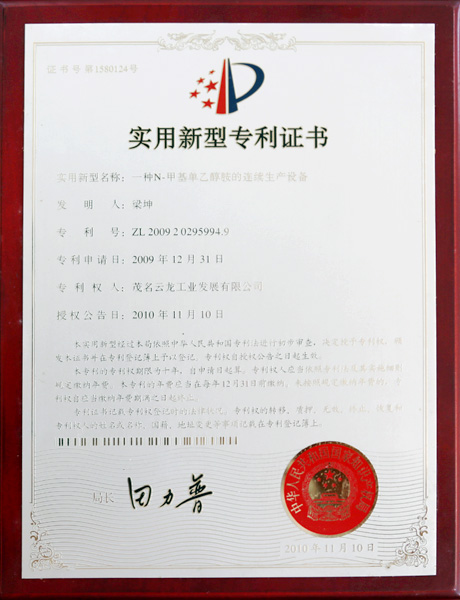 证书号第1580124号
实用新型专利证书
实用新型名称：一种N-甲基单乙醇胺的连续生产设备
发明人：梁坤
专利号：ZL 2009 2 0295994.9
专利申请日：2009年12月31日
专利权人：茂名云龙工业发展有限公司
授权公告日：2010年11月10日
本实用新型经过本局依照中华人民共和国专利法进行初步审查，决定授予专利权，颁
发本证书并在专利登记簿上予以登记。专利权自授权公告之日起生效。
本专利的专利权期限为十年，自申请日起算。专利权人应当依照专利法及其实施细则
规定缴纳年费。本专利的年费应当在每年12月31日前缴纳。未按照规定缴纳年费的，专
利权自应当缴纳年费期满之日起终止。
专利证书记载专利权登记时的法律状况。专利权的转移、质押、无效、终止、恢复和
专利权人的姓名或名称、国籍、地址变更等事项记载在专利登记簿上。
局长 田力普
中华人民共和国国家知识产权局
2010年11月10日